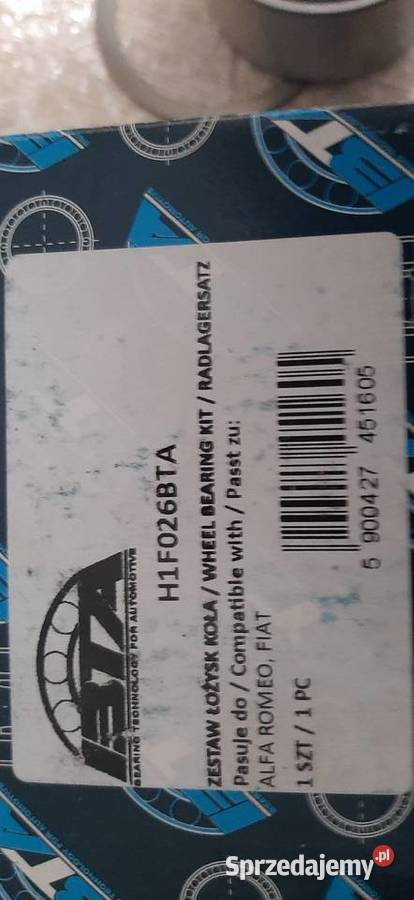 BTA
BEARING TECHNOLOGY FOR AUTOMOTIVE
H1F026BTA
ZESTAW ŁOŻYSK KOŁA / WHEEL BEARING KIT / RADLAGERSATZ
Pasuje do / Compatible with / Passt zu:
ALFA ROMEO, FIAT
1 SZT / 1 PC
5 900427 451605
Sprzedajemy.pl